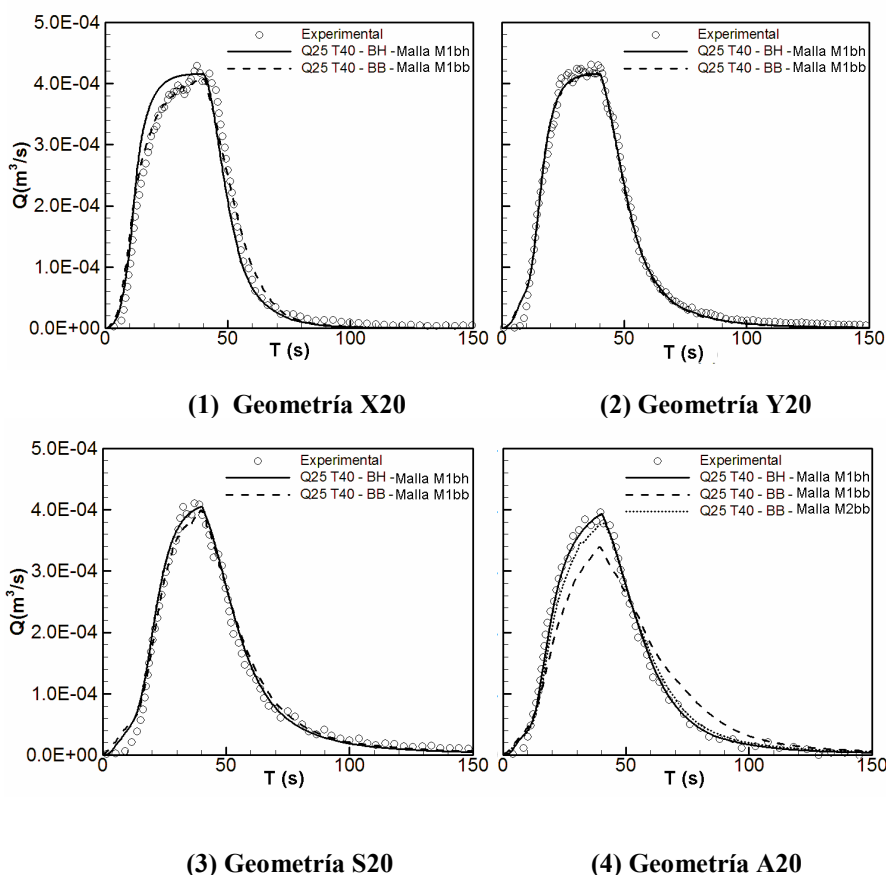 5.0E-04
4.0E-04
3.0E-04
2.0E-04
1.0E-04
0.0E+00
Q(m³/s)
Experimental
Q25 T40 - BH -Malla M1bh
Q25 T40 - BB -Malla M1bb
0
50
100
150
T (s)
(1) Geometría X20
Experimental
Q25 T40 - BH -Malla M1bh
Q25 T40 - BB -Malla M1bb
0
50
100
150
T (s)
(2) Geometría Y20
5.0E-04
4.0E-04
3.0E-04
2.0E-04
1.0E-04
0.0E+00
Q(m³/s)
Experimental
Q25 T40 - BH -Malla M1bh
Q25 T40 - BB -Malla M1bb
0
50
100
150
T (s)
(3) Geometría S20
Experimental
Q25 T40 - BH -Malla M1bh
Q25 T40 - BB - Malla M1bb
Q25 T40 - BB - Malla M2bb
0
50
100
150
T (s)
(4) Geometría A20